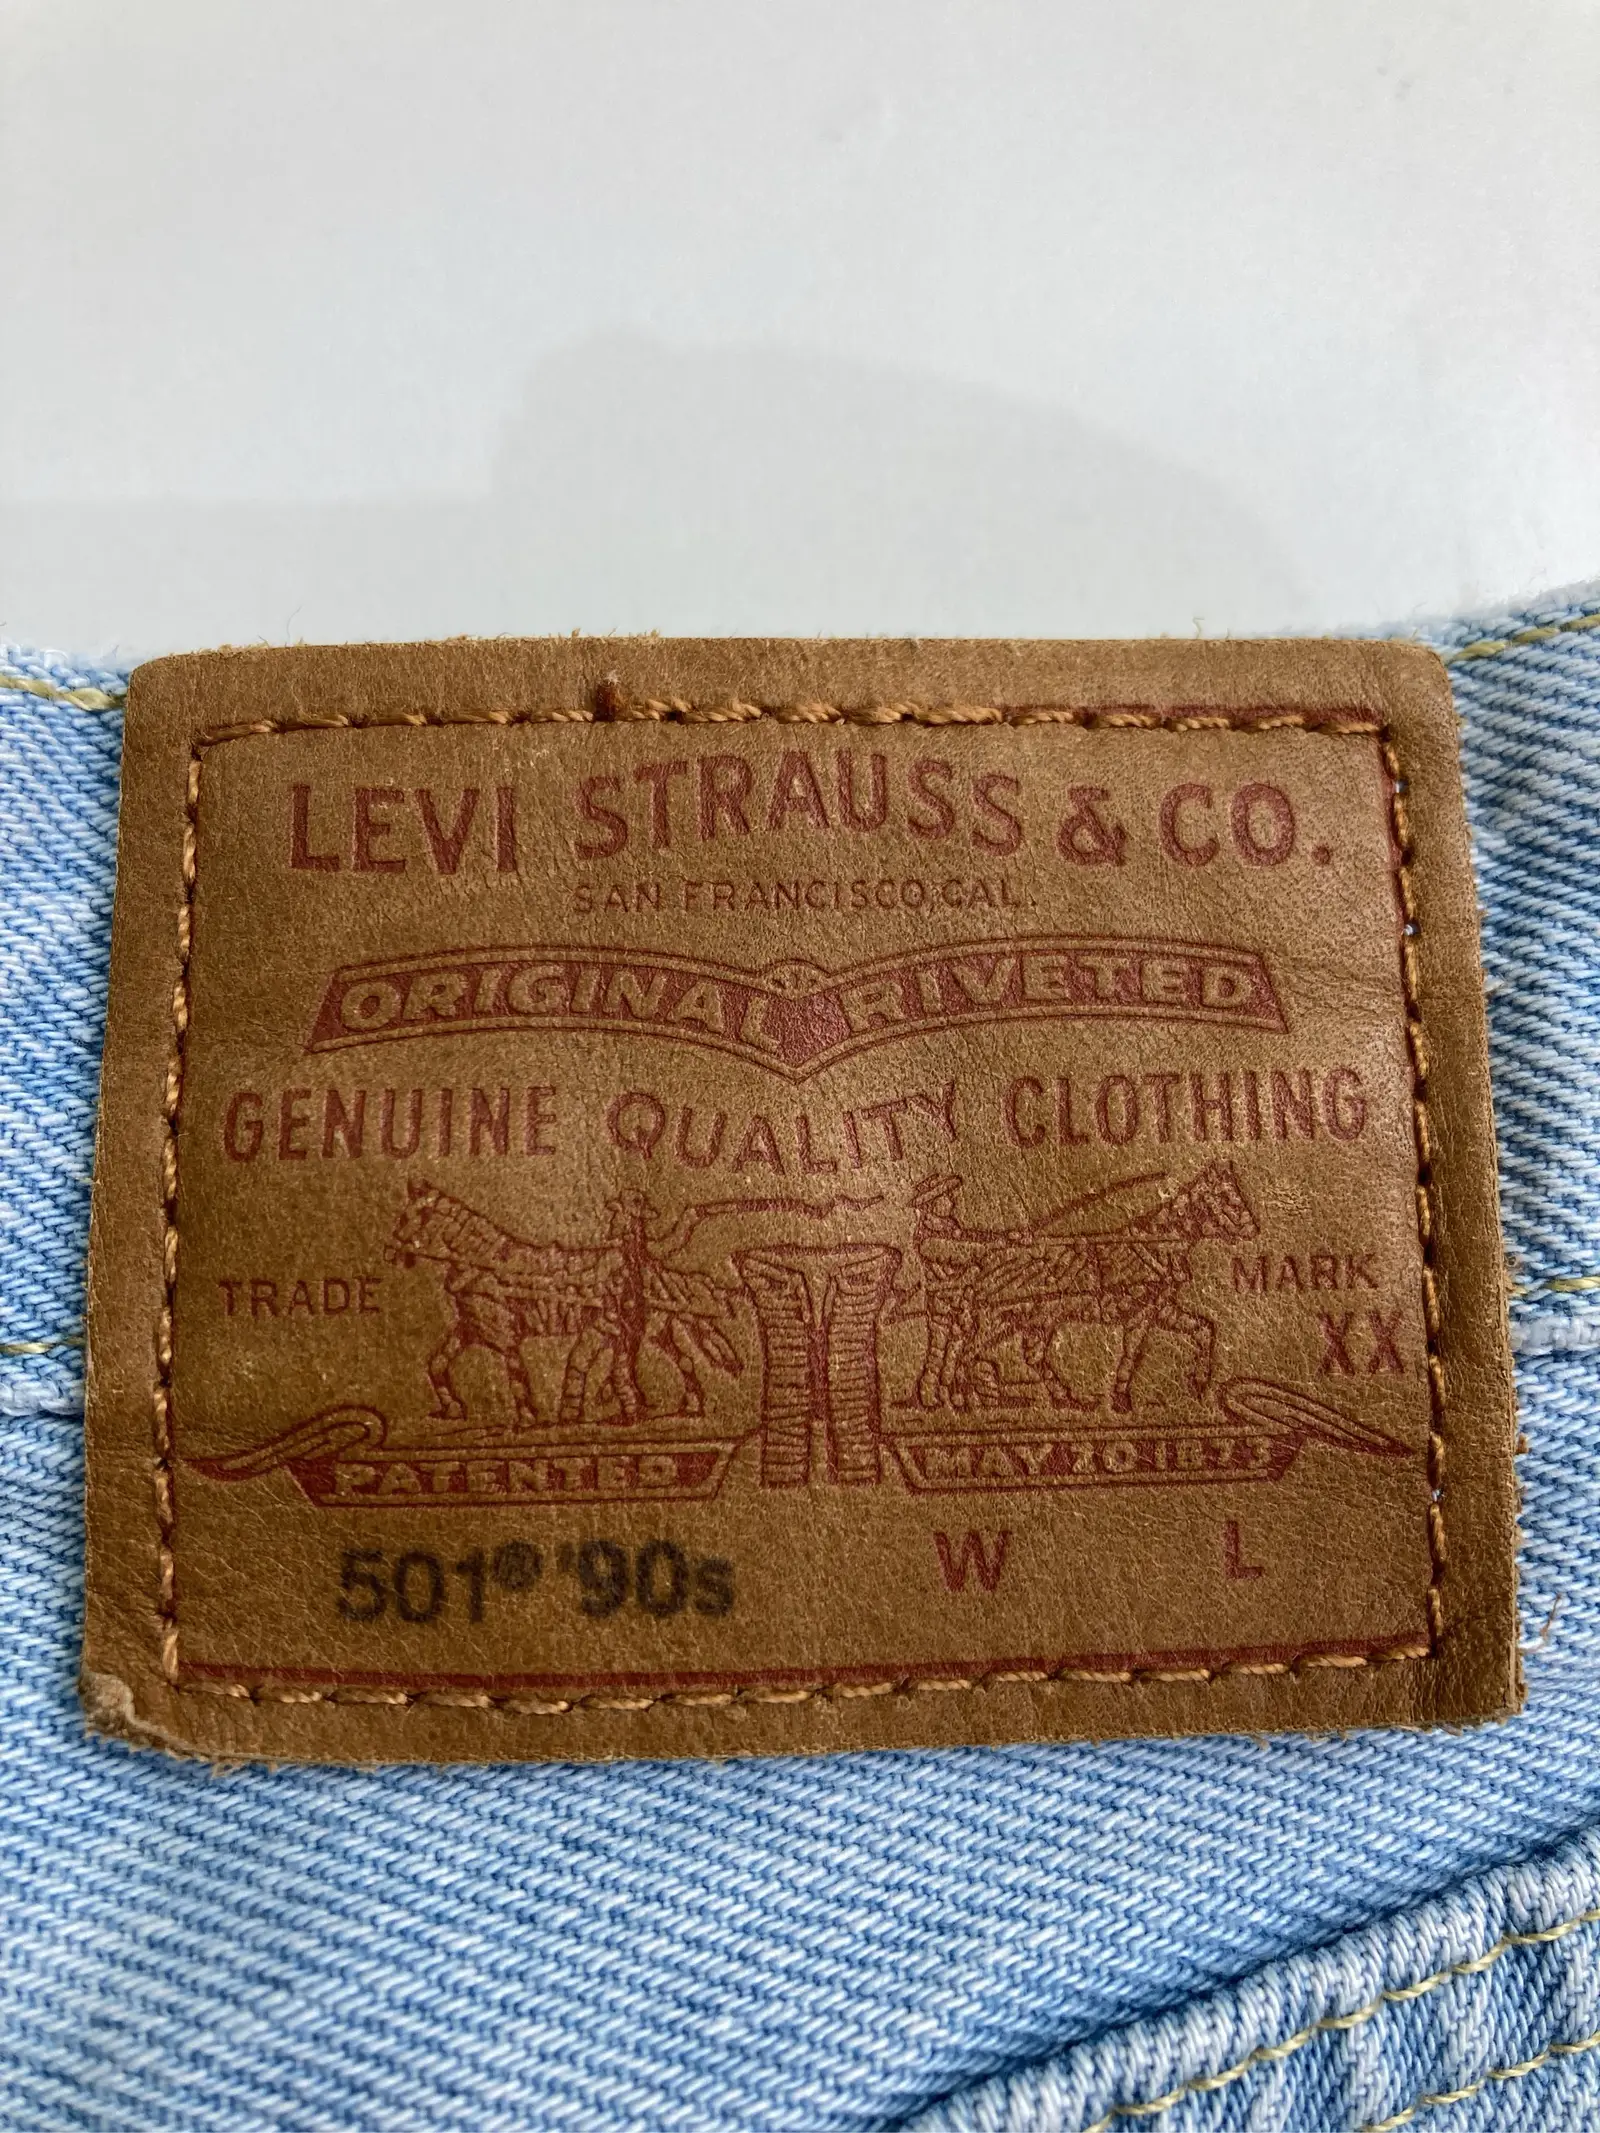 LEVI STRAUSS & CO.
SAN FRANCISCO, CAL.
ORIGINAL RIVETED
GENUINE QUALITY CLOTHING
TRADE MARK
XX
PATENTED MAY 20 1873
501® '90s W L